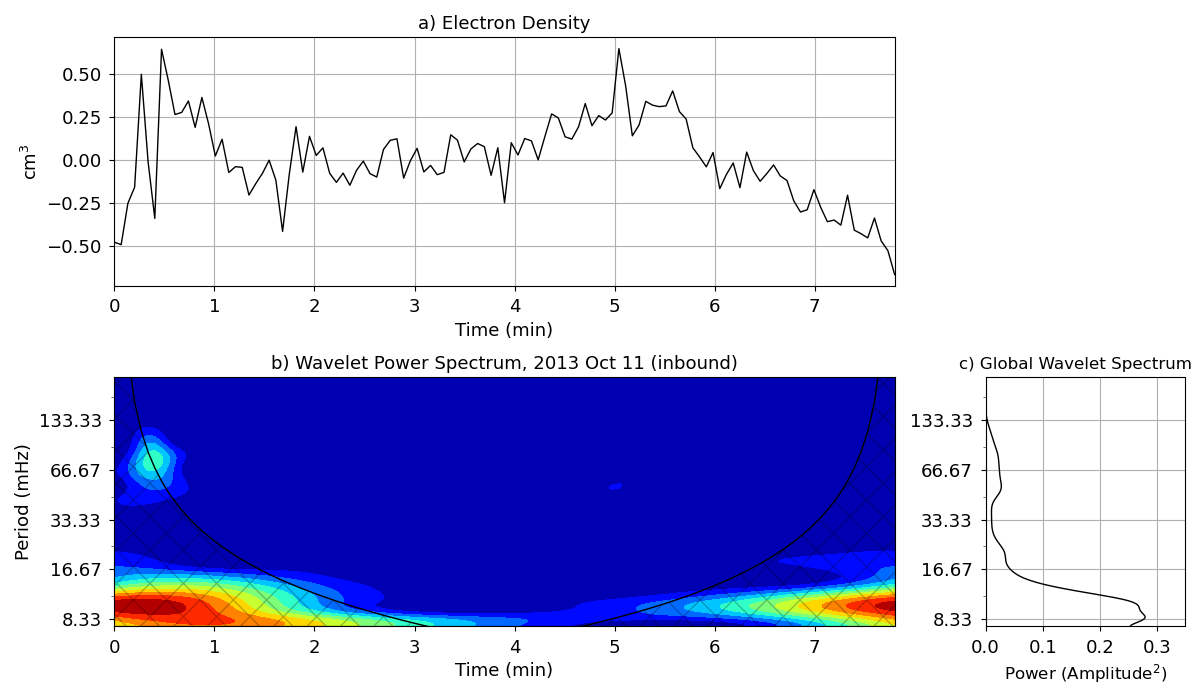 a) Electron Density
cm³
0.50
0.25
0.00
−0.25
−0.50
0 1 2 3 4 5 6 7
Time (min)
b) Wavelet Power Spectrum, 2013 Oct 11 (inbound)
Period (mHz)
133.33
66.67
33.33
16.67
8.33
0 1 2 3 4 5 6 7
Time (min)
c) Global Wavelet Spectrum
133.33
66.67
33.33
16.67
8.33
0.0 0.1 0.2 0.3
Power (Amplitude²)